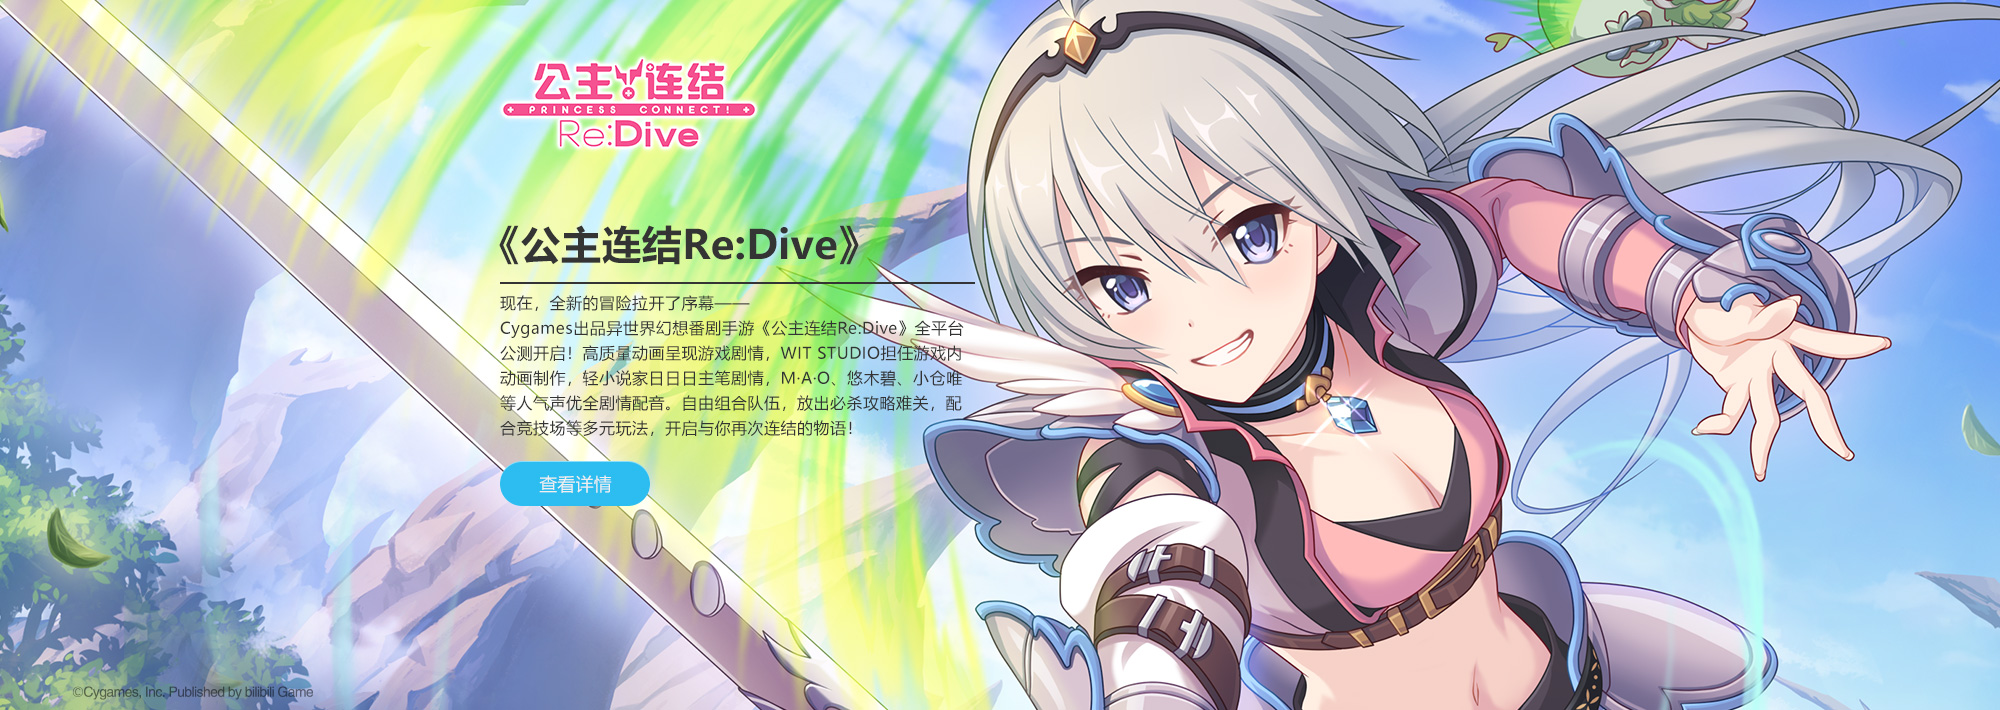 公主连结
PRINCESS CONNECT!
Re:Dive
《公主连结Re:Dive》
现在，全新的冒险拉开了序幕——
Cygames出品异世界幻想番剧手游《公主连结Re:Dive》全平台
公测开启！高质量动画呈现游戏剧情，WIT STUDIO担任游戏内
动画制作，轻小说家日日日主笔剧情，M·A·O、悠木碧、小仓唯
等人气声优全剧情配音。自由组合队伍，放出必杀攻略难关，配
合竞技场等多元玩法，开启与你再次连结的物语！
查看详情
©Cygames, Inc. Published by bilibili Game